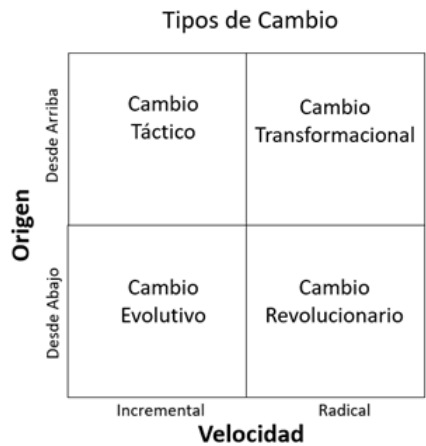 Tipos de Cambio
Desde Arriba
Cambio
Táctico
Cambio
Transformacional
Origen
Desde Abajo
Cambio
Evolutivo
Cambio
Revolucionario
Incremental
Radical
Velocidad